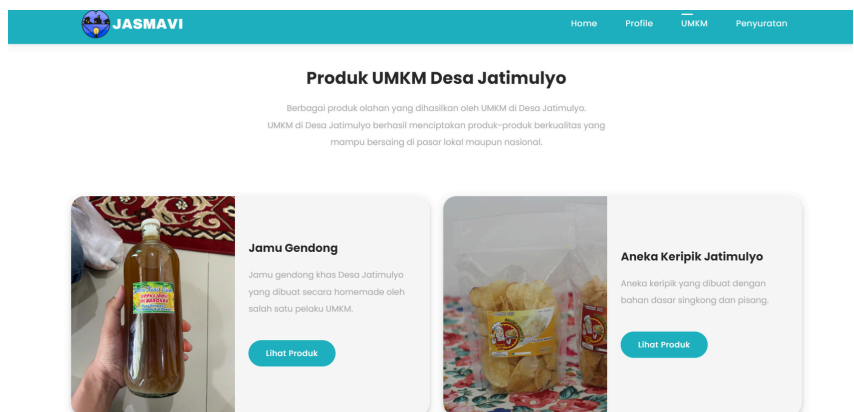 JASMAVI
Home Profile UMKM Penyuratan
Produk UMKM Desa Jatimulyo
Berbagai produk olahan yang dihasilkan oleh UMKM di Desa Jatimulyo.
UMKM di Desa Jatimulyo berhasil menciptakan produk-produk berkualitas yang
mampu bersaing di pasar lokal maupun nasional.
Jamu Gendong
Jamu gendong khas Desa Jatimulyo
yang dibuat secara homemade oleh
salah satu pelaku UMKM.
Lihat Produk
Aneka Keripik Jatimulyo
Aneka keripik yang dibuat dengan
bahan dasar singkong dan pisang.
Lihat Produk